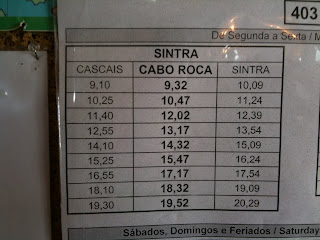 403
De Segunda a Sexta / M
SINTRA
CASCAIS CABO ROCA SINTRA
9,10 9,32 10,09
10,25 10,47 11,24
11,40 12,02 12,39
12,55 13,17 13,54
14,10 14,32 15,09
15,25 15,47 16,24
16,55 17,17 17,54
18,10 18,32 19,09
19,30 19,52 20,29
Sábados, Domingos e Feriados / Saturday